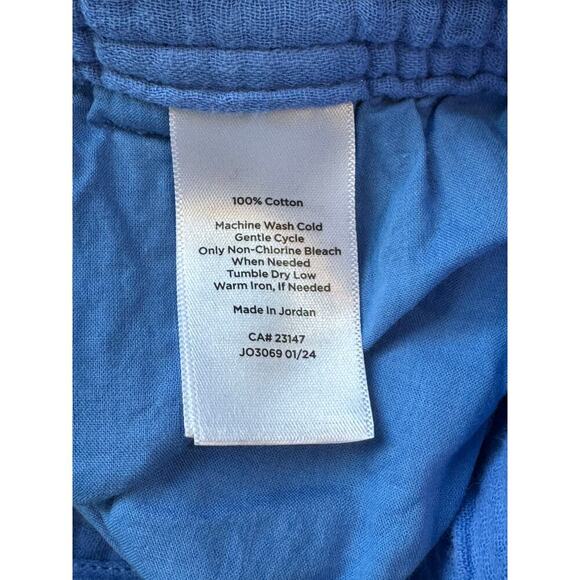 100% Cotton
Machine Wash Cold
Gentle Cycle
Only Non-Chlorine Bleach
When Needed
Tumble Dry Low
Warm Iron, If Needed
Made In Jordan
CA# 23147
JO3069 01/24